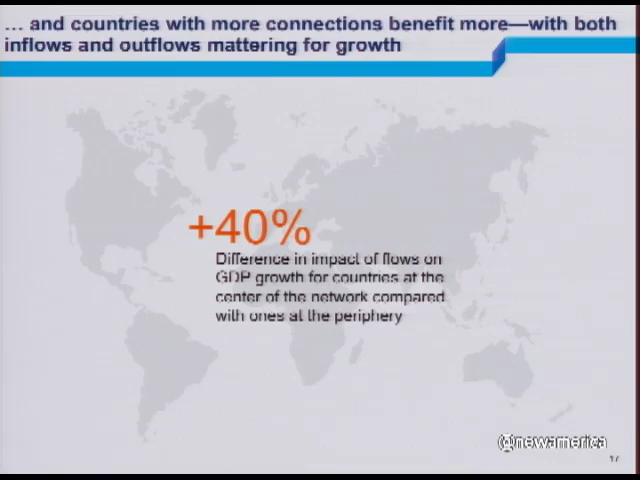 ... and countries with more connections benefit more—with both
inflows and outflows mattering for growth
+40%
Difference in impact of flows on
GDP growth for countries at the
center of the network compared
with ones at the periphery
@newamerica
17